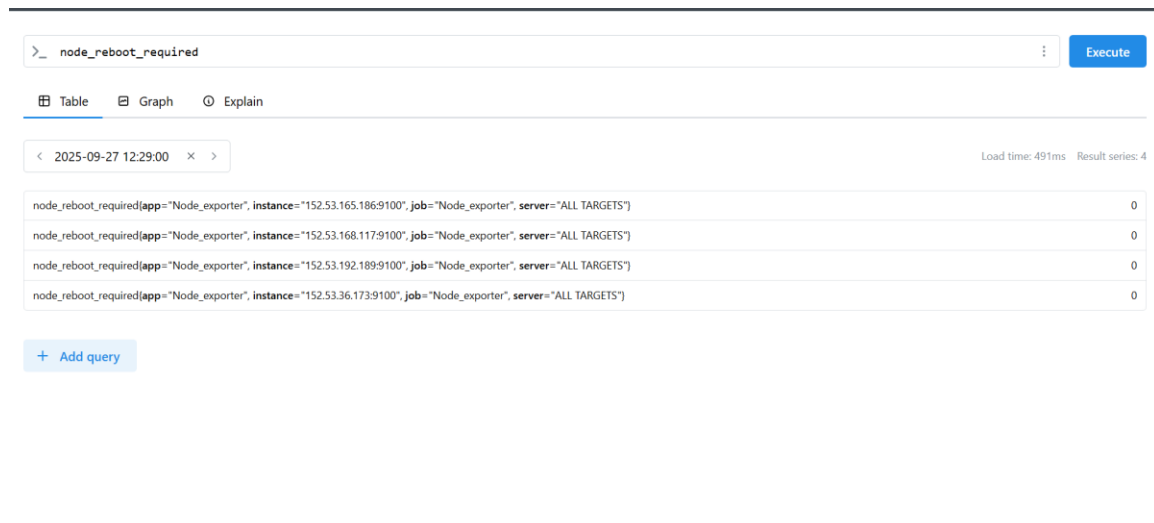 >_ node_reboot_required
Execute
Table Graph Explain
< 2025-09-27 12:29:00 × >
Load time: 491ms Result series: 4
node_reboot_required{app="Node_exporter", instance="152.53.165.186:9100", job="Node_exporter", server="ALL TARGETS"} 0
node_reboot_required{app="Node_exporter", instance="152.53.168.117:9100", job="Node_exporter", server="ALL TARGETS"} 0
node_reboot_required{app="Node_exporter", instance="152.53.192.189:9100", job="Node_exporter", server="ALL TARGETS"} 0
node_reboot_required{app="Node_exporter", instance="152.53.36.173:9100", job="Node_exporter", server="ALL TARGETS"} 0
+ Add query